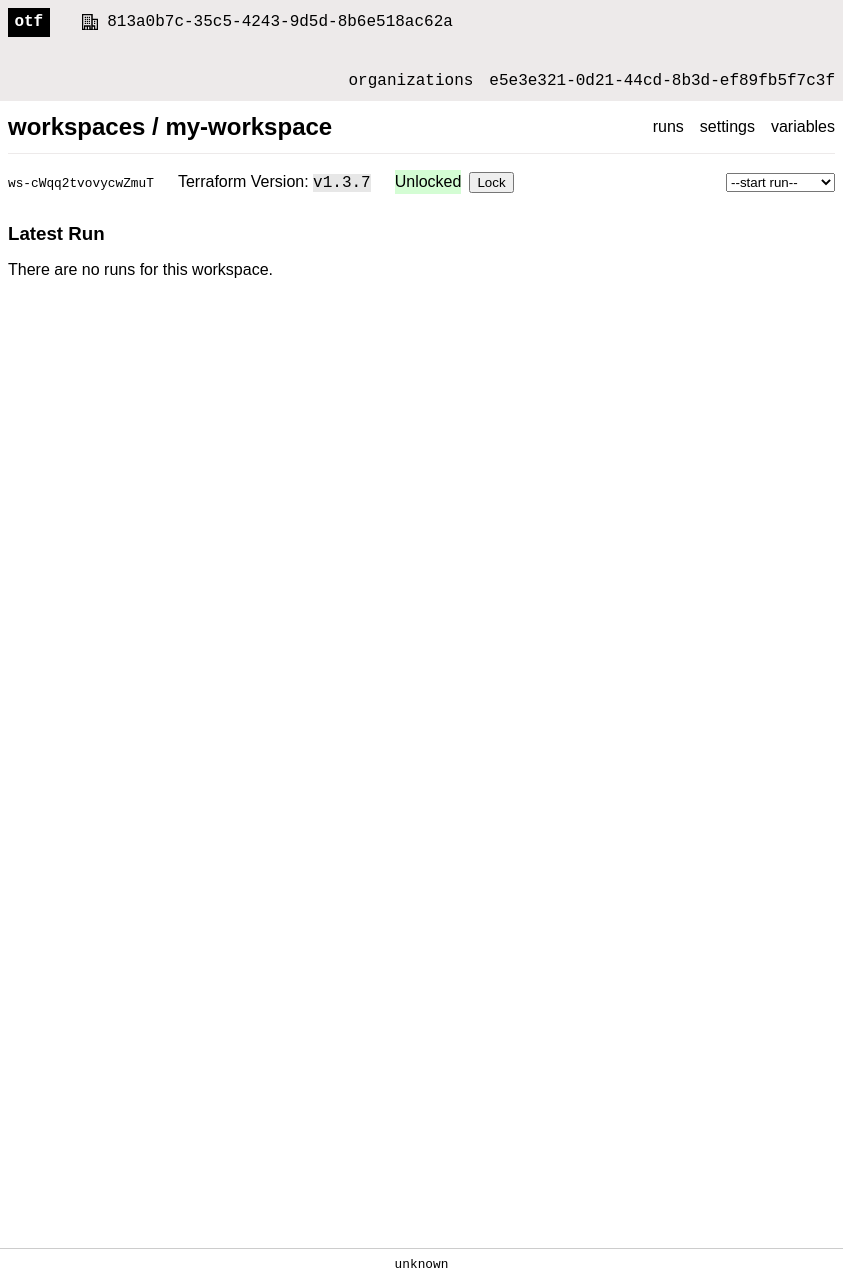 otf 813a0b7c-35c5-4243-9d5d-8b6e518ac62a
organizations e5e3e321-0d21-44cd-8b3d-ef89fb5f7c3f
workspaces / my-workspace runs settings variables
ws-cWqq2tvovycwZmuT Terraform Version: v1.3.7 Unlocked Lock --start run--
Latest Run
There are no runs for this workspace.
unknown